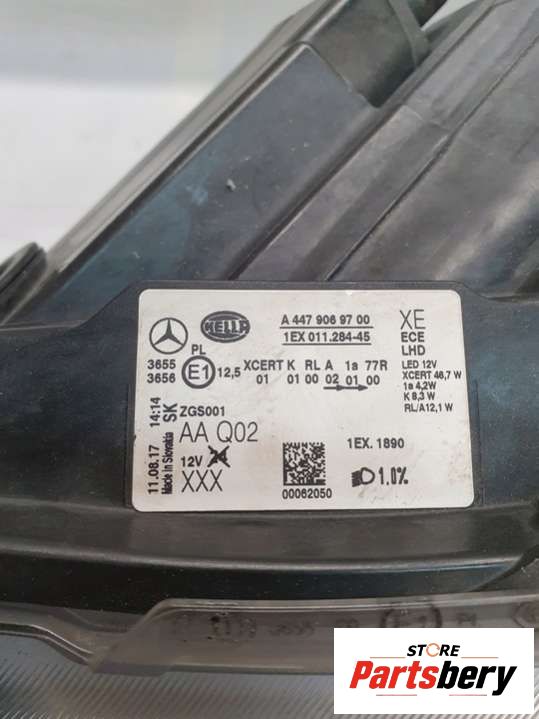 HELLA
A 447 906 97 00
1EX 011.284-45
XE
ECE
LHD
LED 12V
XCERT 46,7 W
1a 4,2W
K 8,3 W
RL/A12,1 W
PL
3655
3656
E1
12,5
XCERT K RL A 1a 77R
01 01 00 02 01 00
11.08.17 14:14
Made in Slovakia
SK
ZGS001
AA Q02
12V
XXX
00062050
1EX. 1890
1.0%
STORE
Partsbery